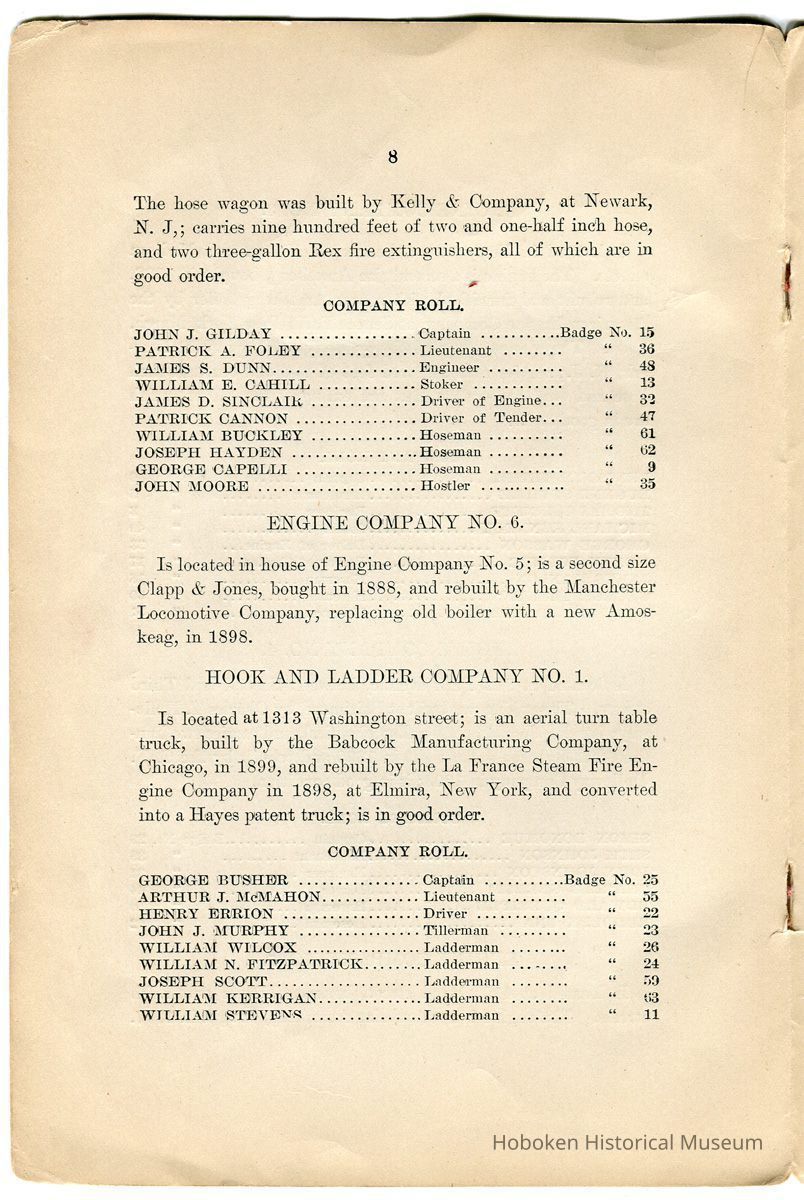 8
The hose wagon was built by Kelly & Company, at Newark,
N. J,; carries nine hundred feet of two and one-half inch hose,
and two three-gallon Rex fire extinguishers, all of which are in
good order.
COMPANY ROLL.
JOHN J. GILDAY .................. Captain ...........Badge No. 15
PATRICK A. FOLEY .............. Lieutenant ........ “ 36
JAMES S. DUNN................... Engineer .......... “ 48
WILLIAM E. CAHILL ............. Stoker ............ “ 13
JAMES D. SINCLAIR .............. Driver of Engine... “ 32
PATRICK CANNON ................ Driver of Tender... “ 47
WILLIAM BUCKLEY .............. Hoseman .......... “ 61
JOSEPH HAYDEN ................. Hoseman .......... “ 62
GEORGE CAPELLI ................ Hoseman .......... “ 9
JOHN MOORE ..................... Hostler ............ “ 35
ENGINE COMPANY NO. 6.
Is located in house of Engine Company No. 5; is a second size
Clapp & Jones, bought in 1888, and rebuilt by the Manchester
Locomotive Company, replacing old boiler with a new Amos-
keag, in 1898.
HOOK AND LADDER COMPANY NO. 1.
Is located at 1313 Washington street; is an aerial turn table
truck, built by the Babcock Manufacturing Company, at
Chicago, in 1899, and rebuilt by the La France Steam Fire En-
gine Company in 1898, at Elmira, New York, and converted
into a Hayes patent truck; is in good order.
COMPANY ROLL.
GEORGE BUSHER ................ Captain ...........Badge No. 25
ARTHUR J. McMAHON............. Lieutenant ........ “ 55
HENRY ERRION .................. Driver ............ “ 22
JOHN J. MURPHY ................ Tillerman ......... “ 23
WILLIAM WILCOX ................ Ladderman ........ “ 26
WILLIAM N. FITZPATRICK........ Ladderman ........ “ 24
JOSEPH SCOTT.................... Ladderman ........ “ 59
WILLIAM KERRIGAN.............. Ladderman ........ “ 63
WILLIAM STEVENS ............... Ladderman ........ “ 11
Hoboken Historical Museum